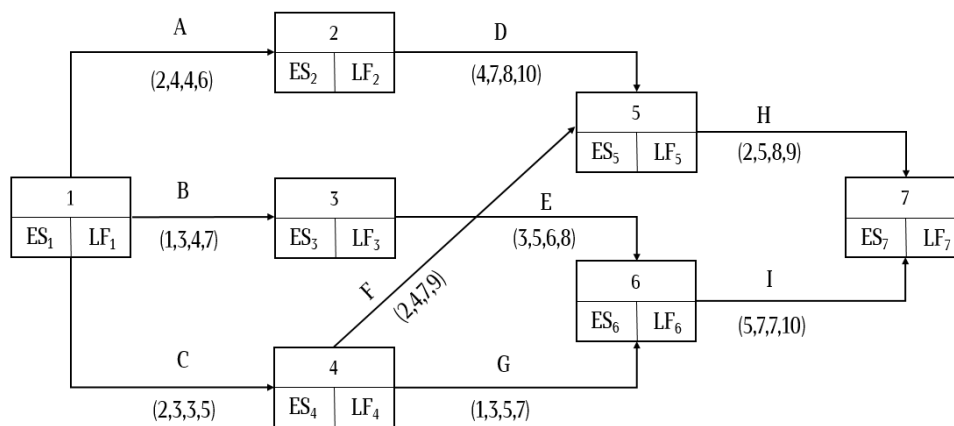 A
2
D
ES₂ LF₂
(2,4,4,6)
(4,7,8,10)
5
H
ES₅ LF₅
(2,5,8,9)
1
B
3
E
7
ES₁ LF₁
(1,3,4,7)
ES₃ LF₃
(3,5,6,8)
ES₇ LF₇
F
(2,4,7,9)
6
I
ES₆ LF₆
(5,7,7,10)
C
4
G
(2,3,3,5)
ES₄ LF₄
(1,3,5,7)